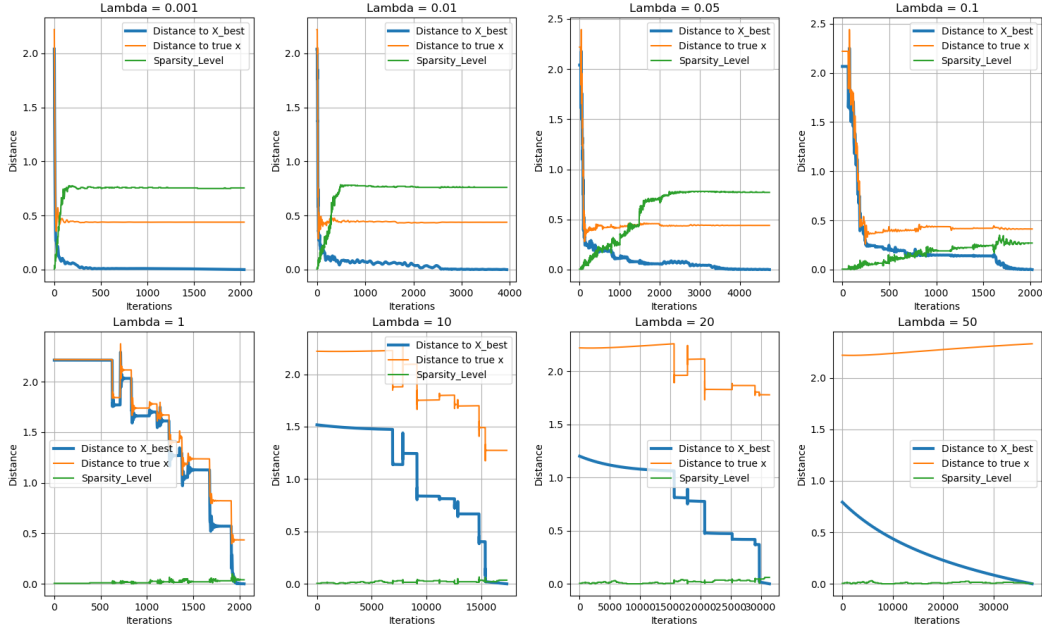 Lambda = 0.001
Distance to X_best
Distance to true x
Sparsity_Level
Distance
2.0
1.5
1.0
0.5
0.0
0 500 1000 1500 2000
Iterations
Lambda = 0.01
Distance to X_best
Distance to true x
Sparsity_Level
Distance
2.0
1.5
1.0
0.5
0.0
0 1000 2000 3000 4000
Iterations
Lambda = 0.05
Distance to X_best
Distance to true x
Sparsity_Level
Distance
2.5
2.0
1.5
1.0
0.5
0.0
0 1000 2000 3000 4000
Iterations
Lambda = 0.1
Distance to X_best
Distance to true x
Sparsity_Level
Distance
2.5
2.0
1.5
1.0
0.5
0.0
0 500 1000 1500 2000
Iterations
Lambda = 1
Distance to X_best
Distance to true x
Sparsity_Level
Distance
2.0
1.5
1.0
0.5
0.0
0 500 1000 1500 2000
Iterations
Lambda = 10
Distance to X_best
Distance to true x
Sparsity_Level
Distance
2.5
2.0
1.5
1.0
0.5
0.0
0 5000 10000 15000
Iterations
Lambda = 20
Distance to X_best
Distance to true x
Sparsity_Level
Distance
2.0
1.5
1.0
0.5
0.0
0 5000 10000 15000 20000 25000 30000
Iterations
Lambda = 50
Distance to X_best
Distance to true x
Sparsity_Level
Distance
2.0
1.5
1.0
0.5
0.0
0 10000 20000 30000
Iterations